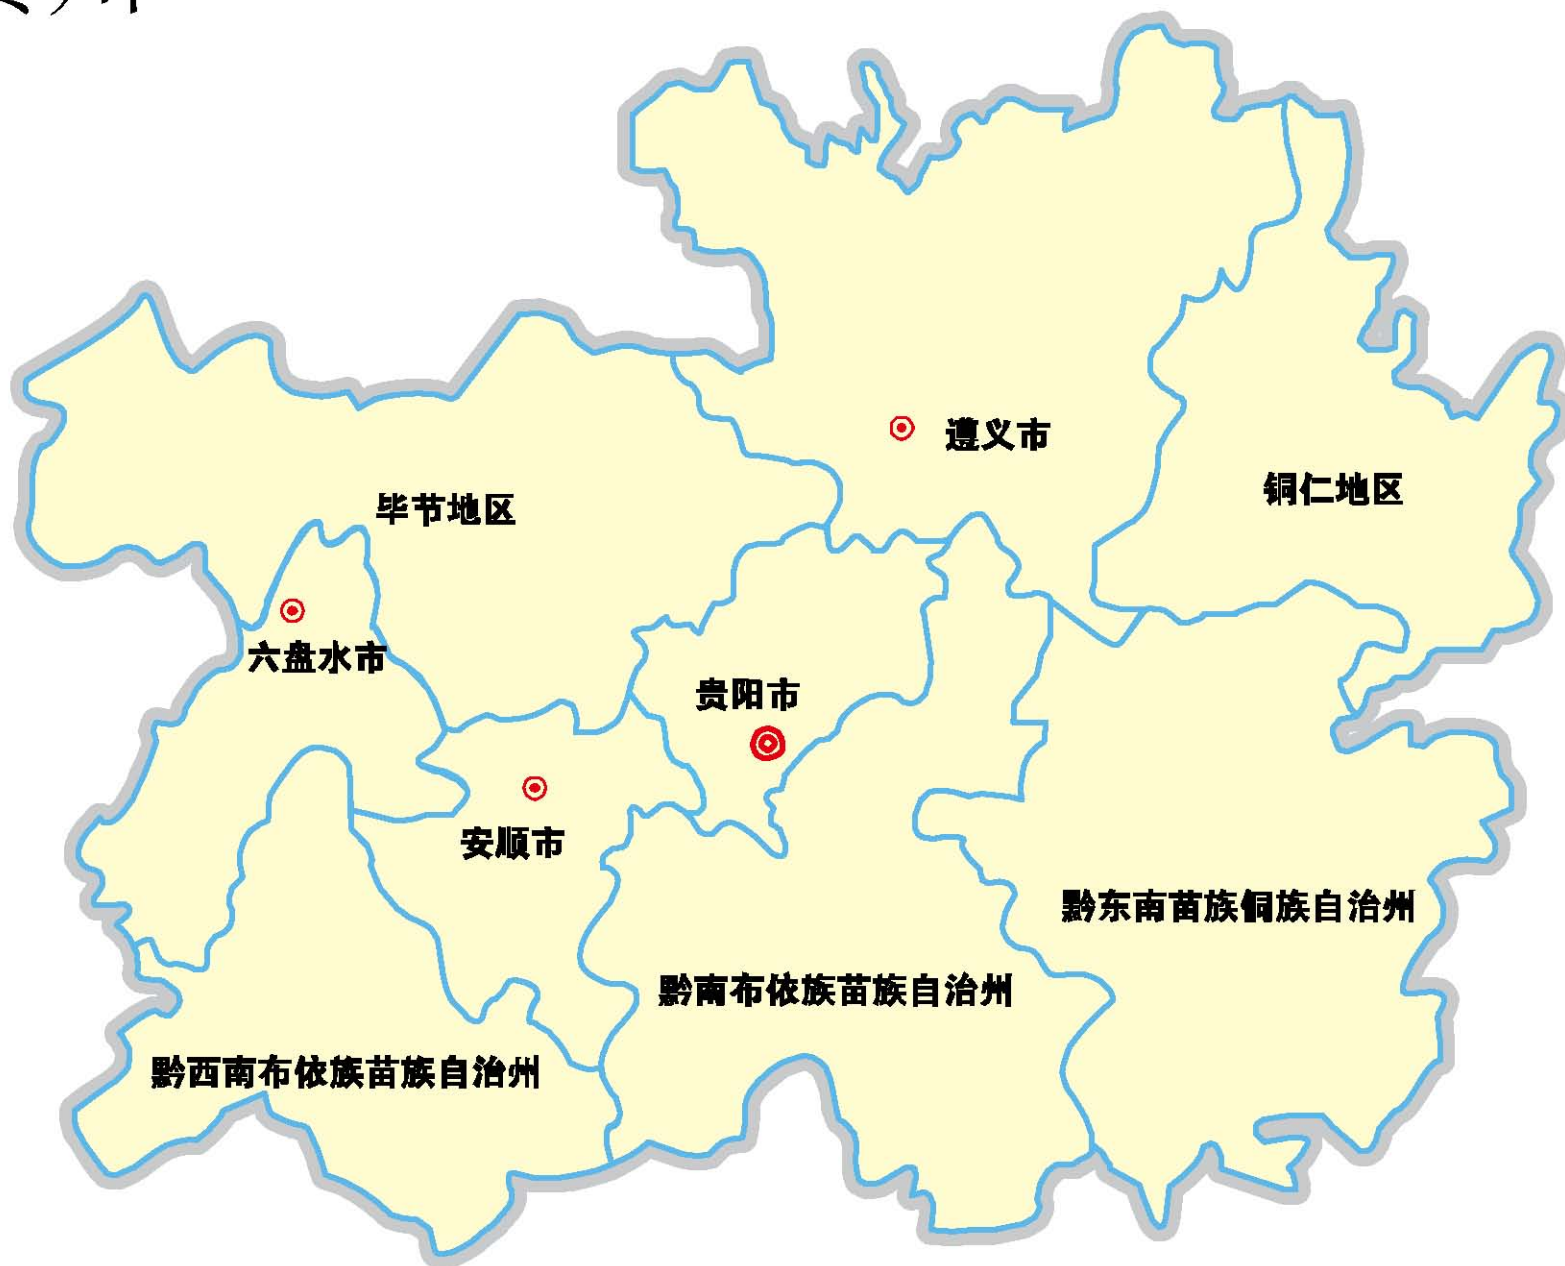 遵义市
铜仁地区
毕节地区
六盘水市
贵阳市
安顺市
黔东南苗族侗族自治州
黔南布依族苗族自治州
黔西南布依族苗族自治州